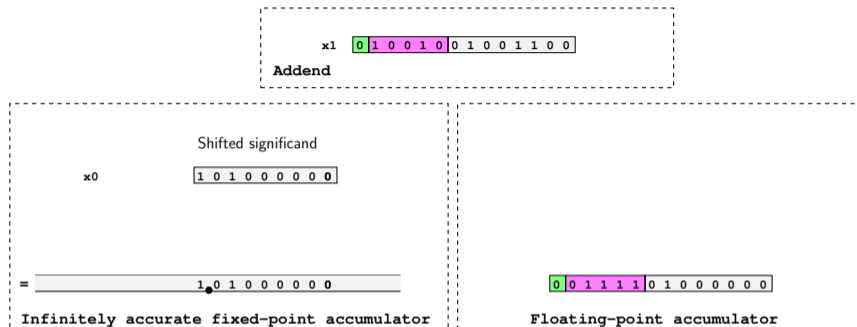 x1 0 1 0 0 1 0 0 1 0 0 1 1 0 0
Addend
Shifted significand
x0 1 0 1 0 0 0 0 0 0
= 1.0 1 0 0 0 0 0 0
Infinitely accurate fixed-point accumulator
0 0 1 1 1 1 0 1 0 0 0 0 0 0
Floating-point accumulator